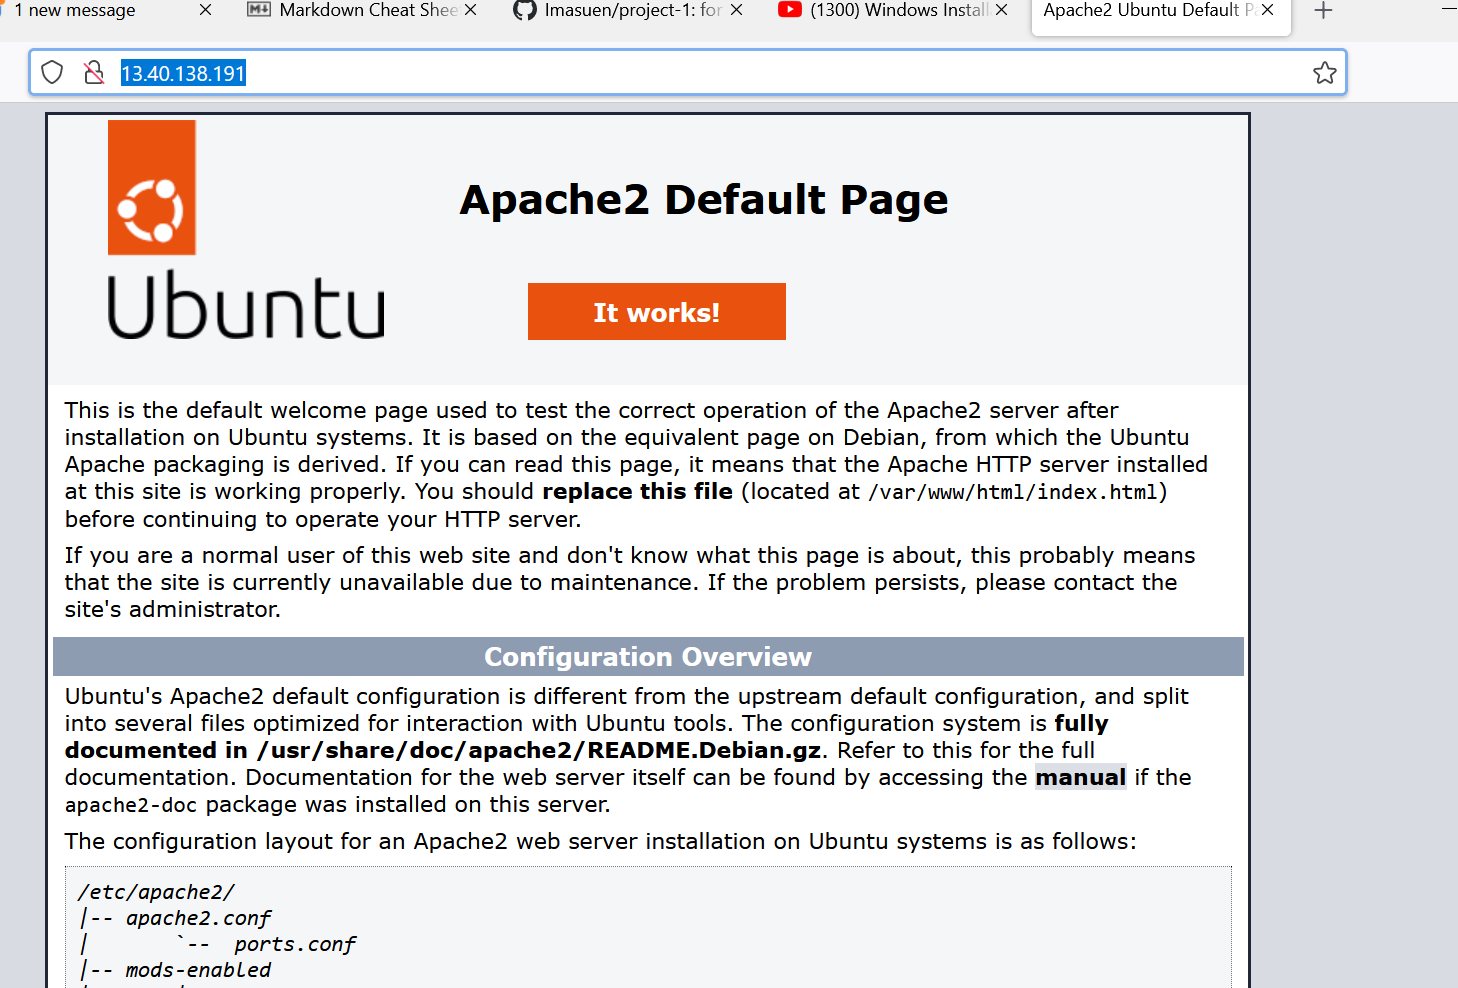 1 new message
Markdown Cheat Shee
Imasuen/project-1: for
(1300) Windows Install
Apache2 Ubuntu Default Pa
13.40.138.191
Apache2 Default Page
Ubuntu
It works!
This is the default welcome page used to test the correct operation of the Apache2 server after
installation on Ubuntu systems. It is based on the equivalent page on Debian, from which the Ubuntu
Apache packaging is derived. If you can read this page, it means that the Apache HTTP server installed
at this site is working properly. You should replace this file (located at /var/www/html/index.html)
before continuing to operate your HTTP server.
If you are a normal user of this web site and don't know what this page is about, this probably means
that the site is currently unavailable due to maintenance. If the problem persists, please contact the
site's administrator.
Configuration Overview
Ubuntu's Apache2 default configuration is different from the upstream default configuration, and split
into several files optimized for interaction with Ubuntu tools. The configuration system is fully
documented in /usr/share/doc/apache2/README.Debian.gz. Refer to this for the full
documentation. Documentation for the web server itself can be found by accessing the manual if the
apache2-doc package was installed on this server.
The configuration layout for an Apache2 web server installation on Ubuntu systems is as follows:
/etc/apache2/
|-- apache2.conf
|       `--  ports.conf
|-- mods-enabled